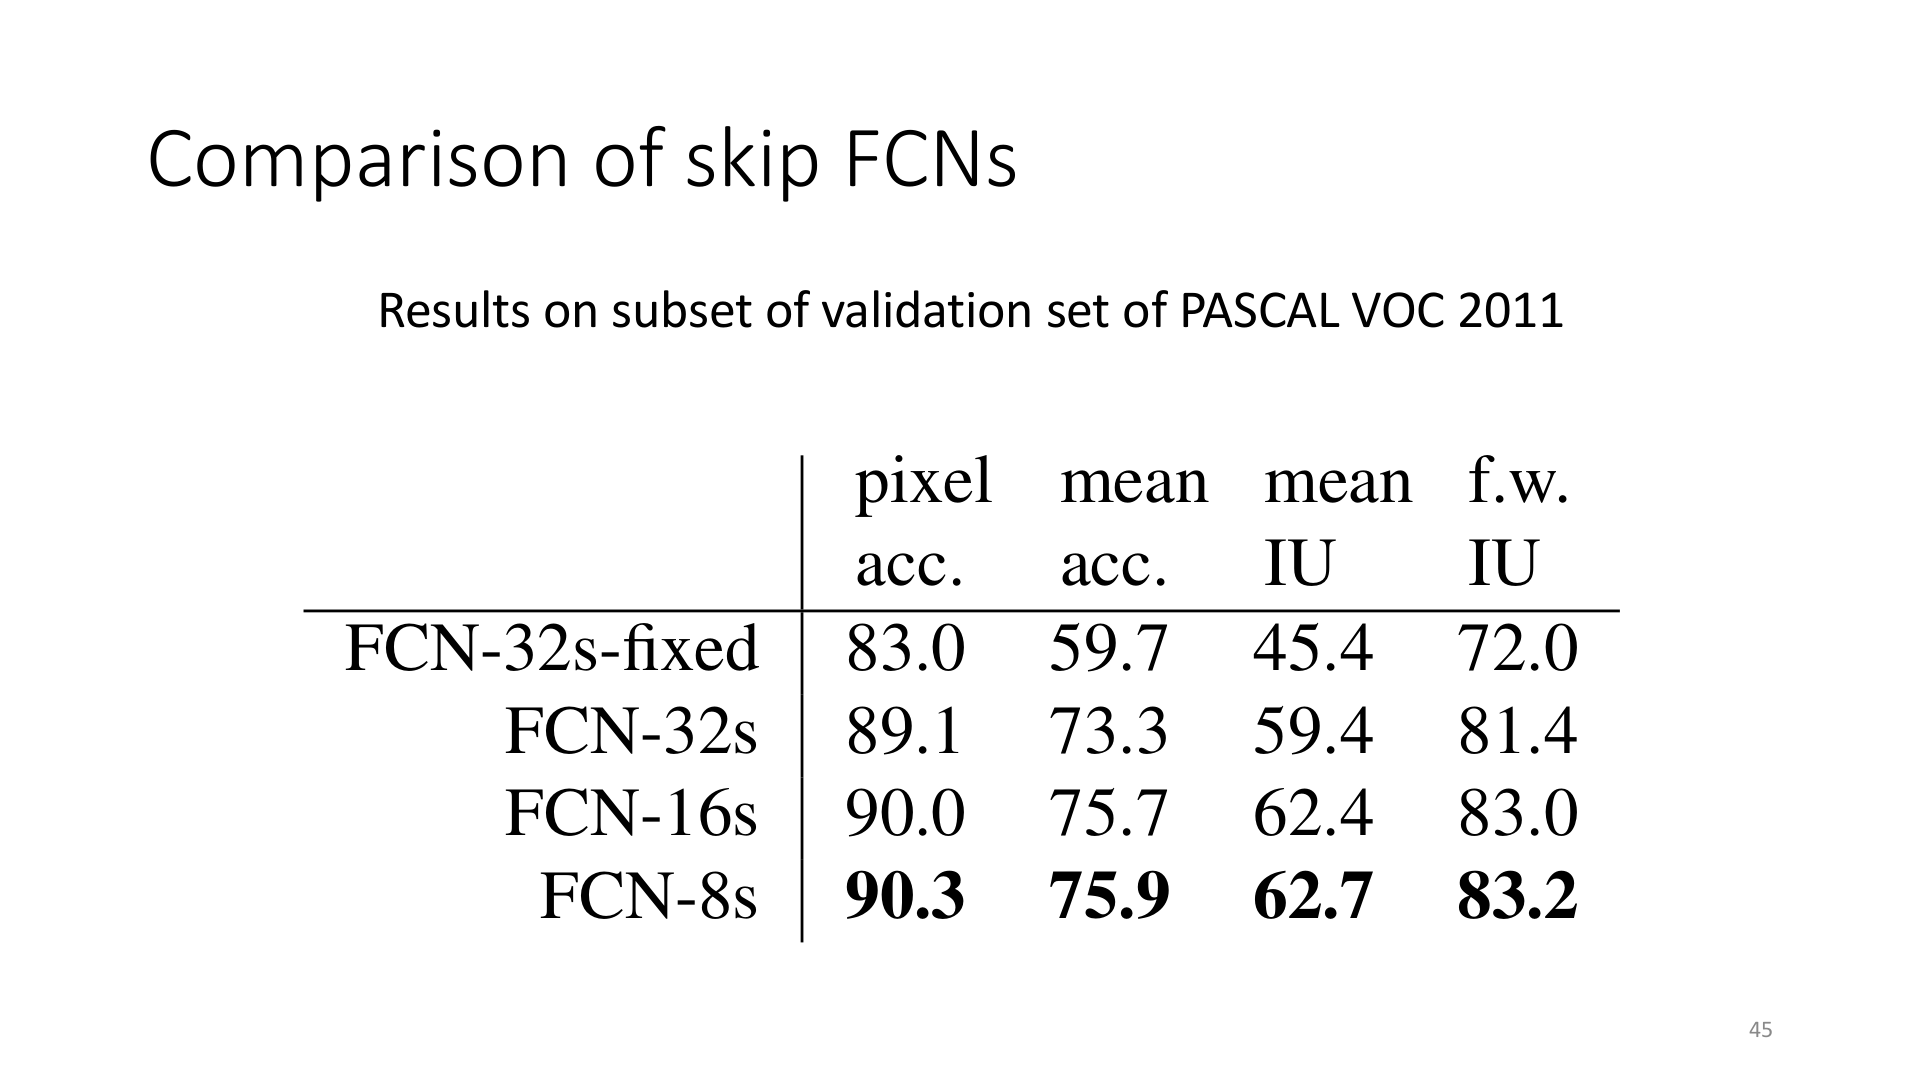 Comparison of skip FCNs
Results on subset of validation set of PASCAL VOC 2011
pixel mean mean f.w.
acc. acc. IU IU
FCN-32s-fixed 83.0 59.7 45.4 72.0
FCN-32s 89.1 73.3 59.4 81.4
FCN-16s 90.0 75.7 62.4 83.0
FCN-8s 90.3 75.9 62.7 83.2
45